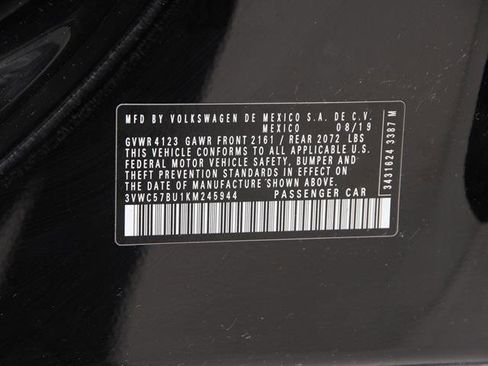 MFD BY VOLKSWAGEN DE MEXICO S.A. DE C.V.
MEXICO 08/19
GVWR 4123 GAWR FRONT 2161 / REAR 2072 LBS
THIS VEHICLE CONFORMS TO ALL APPLICABLE U.S.
FEDERAL MOTOR VEHICLE SAFETY, BUMPER AND
THEFT PREVENTION STANDARDS IN EFFECT ON
THE DATE OF MANUFACTURE SHOWN ABOVE.
3VWC57BU1KM245944 PASSENGER CAR
3431624 3387 M